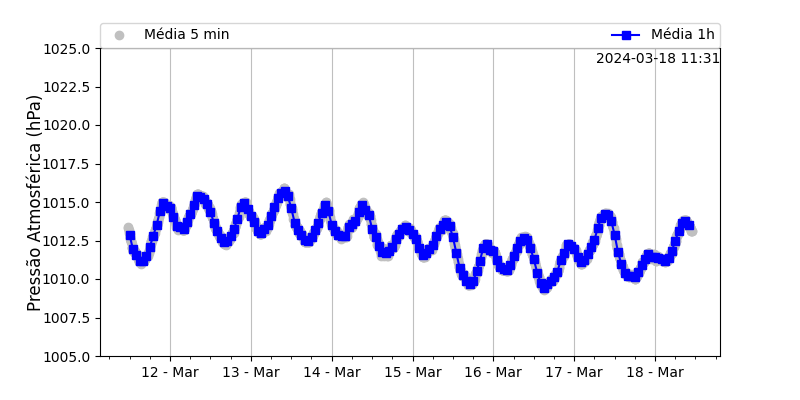 Média 5 min
Média 1h
2024-03-18 11:31
Pressão Atmosférica (hPa)
1025.0
1022.5
1020.0
1017.5
1015.0
1012.5
1010.0
1007.5
1005.0
12 - Mar
13 - Mar
14 - Mar
15 - Mar
16 - Mar
17 - Mar
18 - Mar